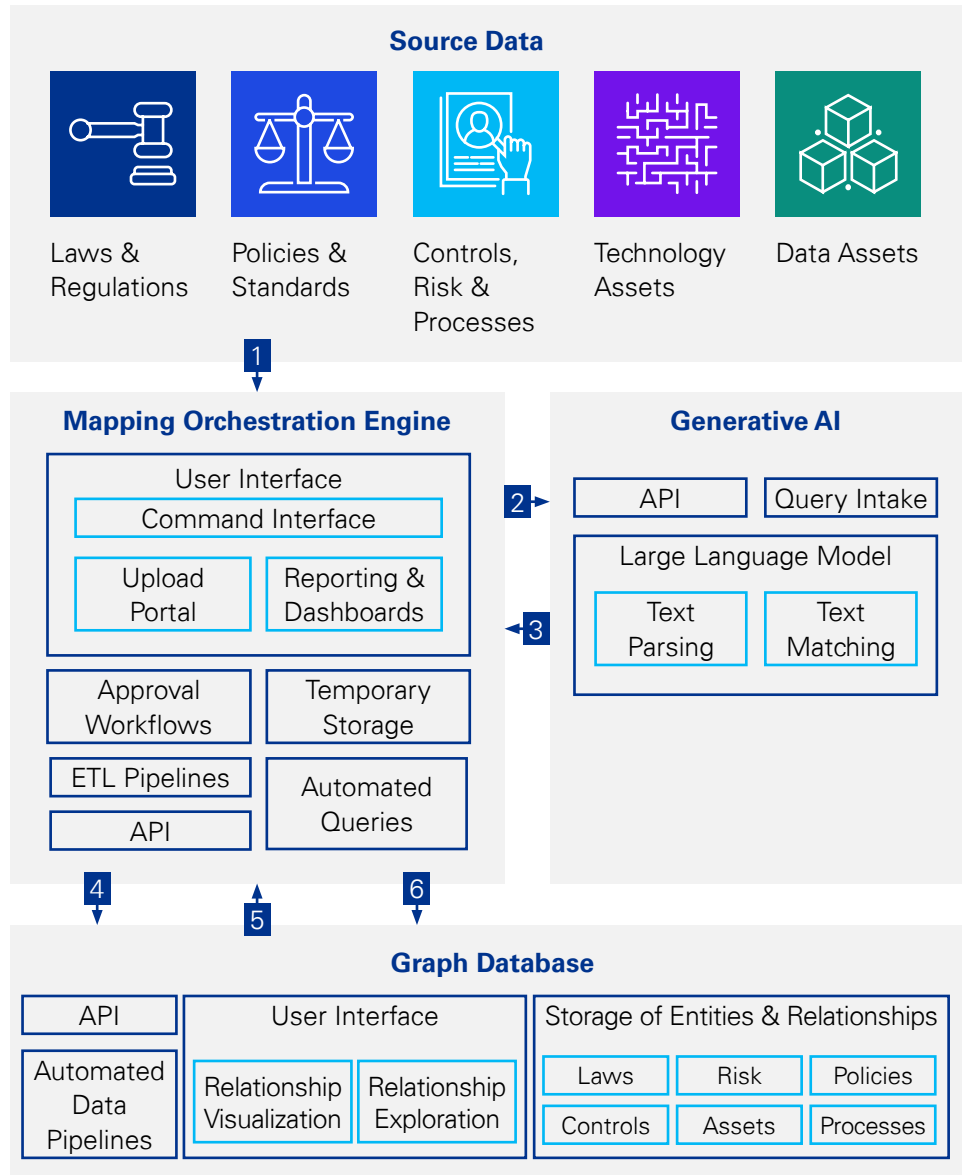 Source Data
Laws &
Regulations
Policies &
Standards
Controls,
Risk &
Processes
Technology
Assets
Data Assets
1
Mapping Orchestration Engine
User Interface
Command Interface
Upload
Portal
Reporting &
Dashboards
Approval
Workflows
Temporary
Storage
ETL Pipelines
API
Automated
Queries
2
3
Generative AI
API
Query Intake
Large Language Model
Text
Parsing
Text
Matching
4
5
6
Graph Database
API
Automated
Data
Pipelines
User Interface
Relationship
Visualization
Relationship
Exploration
Storage of Entities & Relationships
Laws
Risk
Policies
Controls
Assets
Processes